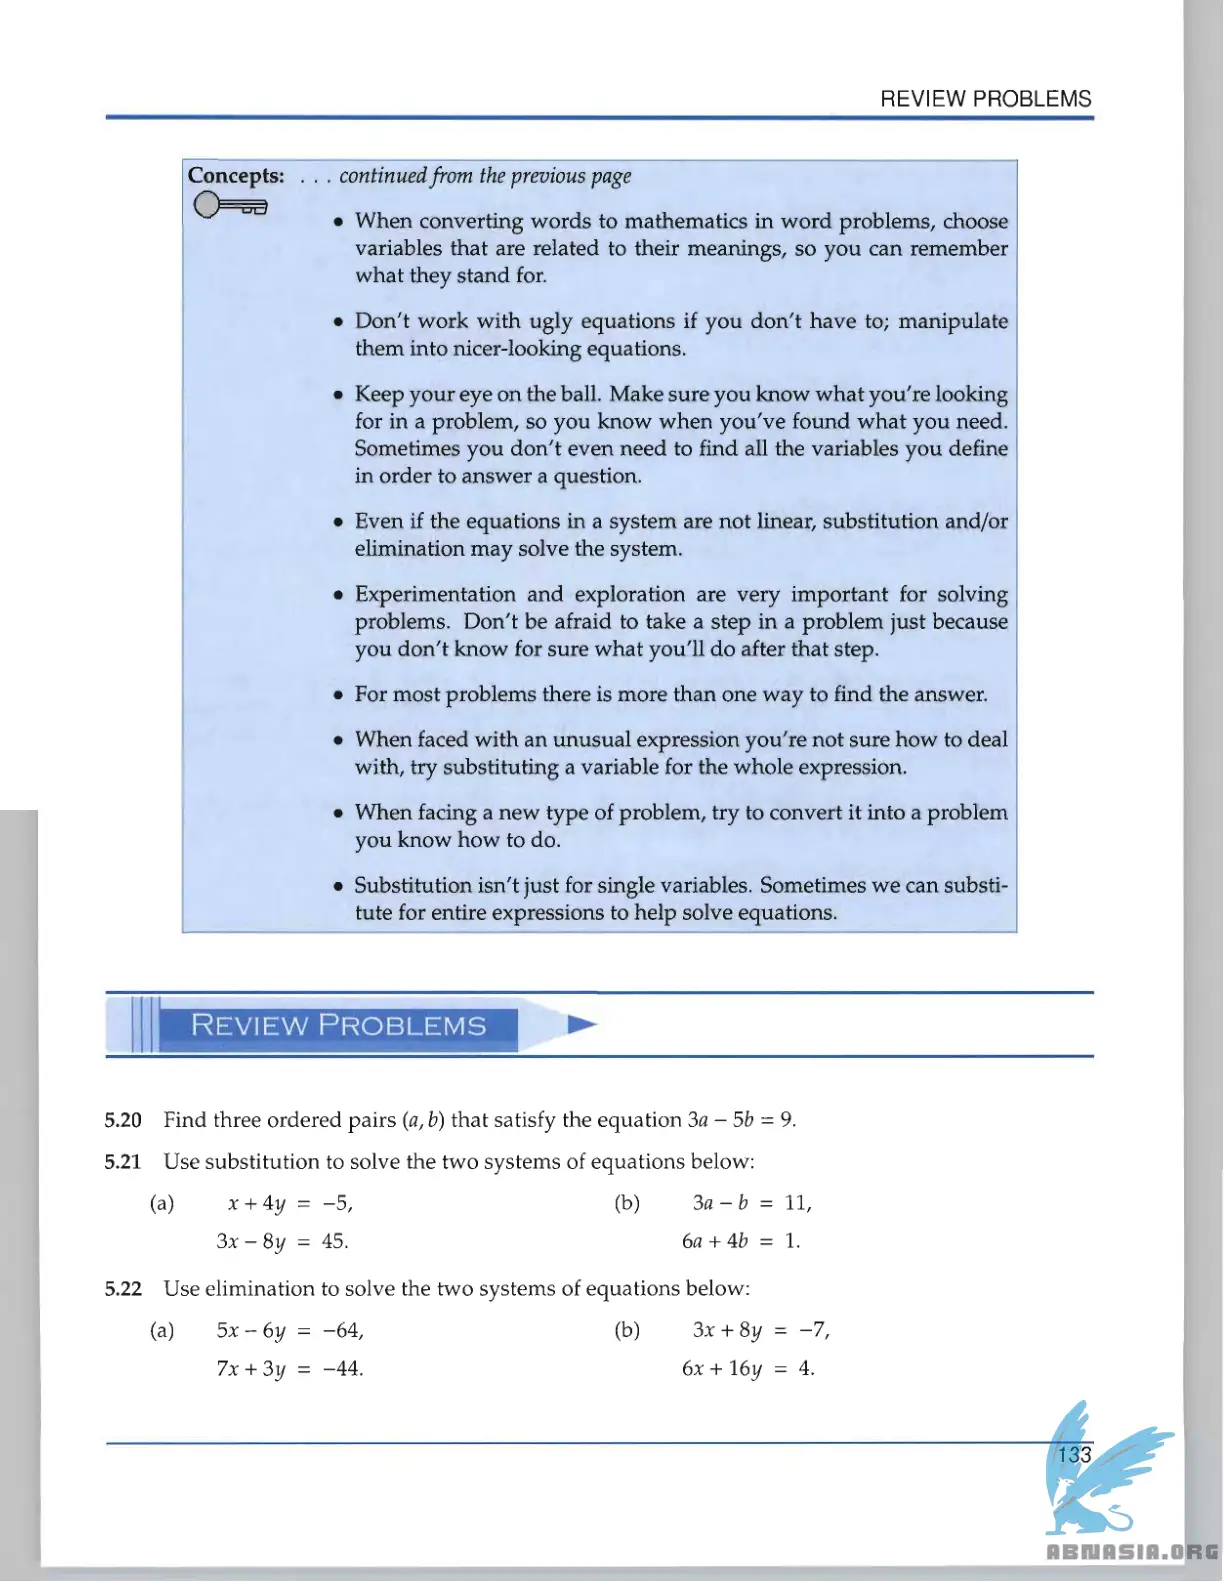 REVIEW PROBLEMS
Concepts: . . . continued from the previous page
• When converting words to mathematics in word problems, choose
variables that are related to their meanings, so you can remember
what they stand for.
• Don't work with ugly equations if you don't have to; manipulate
them into nicer-looking equations.
• Keep your eye on the ball. Make sure you know what you're looking
for in a problem, so you know when you've found what you need.
Sometimes you don't even need to find all the variables you define
in order to answer a question.
• Even if the equations in a system are not linear, substitution and/or
elimination may solve the system.
• Experimentation and exploration are very important for solving
problems. Don't be afraid to take a step in a problem just because
you don't know for sure what you'll do after that step.
• For most problems there is more than one way to find the answer.
• When faced with an unusual expression you're not sure how to deal
with, try substituting a variable for the whole expression.
• When facing a new type of problem, try to convert it into a problem
you know how to do.
• Substitution isn't just for single variables. Sometimes we can substi-
tute for entire expressions to help solve equations.
REVIEW PROBLEMS
5.20 Find three ordered pairs (a, b) that satisfy the equation 3a − 5b = 9.
5.21 Use substitution to solve the two systems of equations below:
(a) x + 4y = −5, (b) 3a − b = 11,
3x − 8y = 45. 6a + 4b = 1.
5.22 Use elimination to solve the two systems of equations below:
(a) 5x − 6y = −64, (b) 3x + 8y = −7,
7x + 3y = −44. 6x + 16y = 4.
133
ABNASIA.ORG